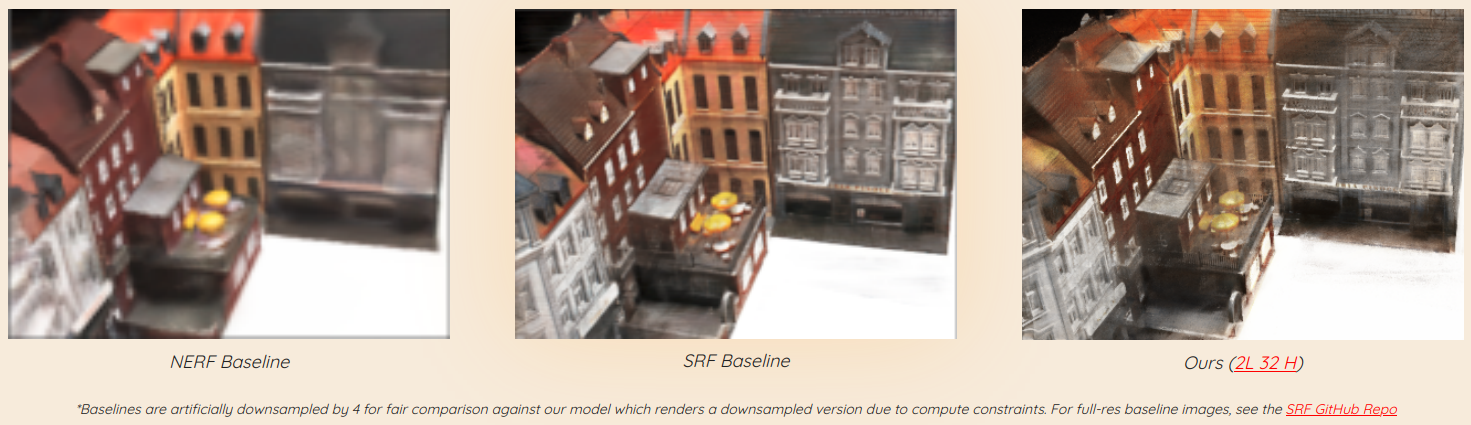 NERF Baseline
SRF Baseline
Ours (2L 32 H)
*Baselines are artificially downsampled by 4 for fair comparison against our model which renders a downsampled version due to compute constraints. For full-res baseline images, see the SRF GitHub Repo